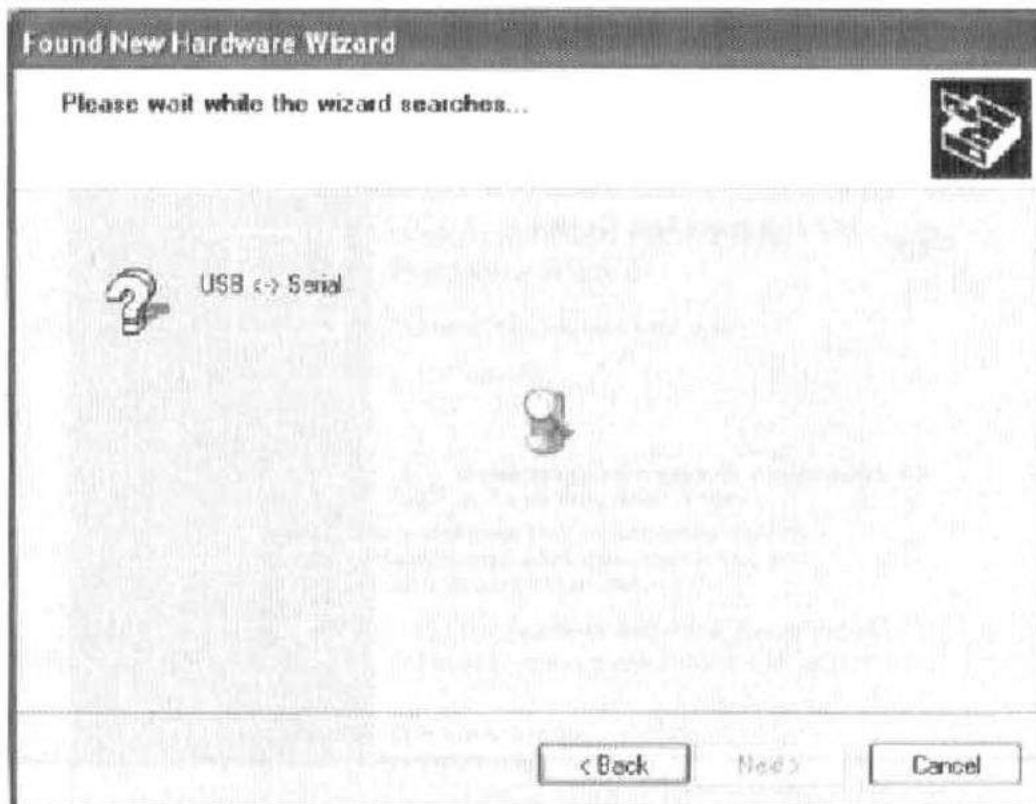 Found New Hardware Wizard
Please wait while the wizard searches...
USB <-> Serial
< Back
Next >
Cancel